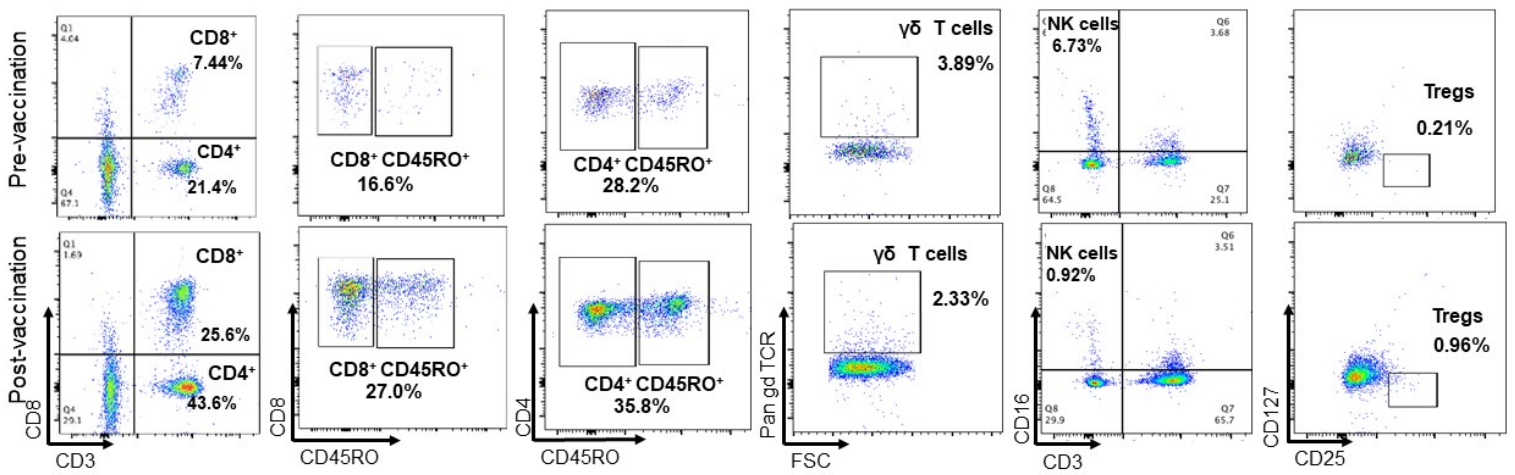 Pre-vaccination
Q1
4.04
CD8+
7.44%
CD4+
21.4%
Q4
67.1
CD8+ CD45RO+
16.6%
CD4+ CD45RO+
28.2%
γδ T cells
3.89%
NK cells
6.73%
Q6
3.68
Q8
64.5
Q7
25.1
Tregs
0.21%
Post-vaccination
Q1
1.69
CD8+
25.6%
CD4+
43.6%
Q4
29.1
CD8
CD3
CD8+ CD45RO+
27.0%
CD8
CD45RO
CD4+ CD45RO+
35.8%
CD4
CD45RO
γδ T cells
2.33%
Pan gd TCR
FSC
NK cells
0.92%
Q6
3.51
Q8
29.9
Q7
65.7
CD16
CD3
Tregs
0.96%
CD127
CD25